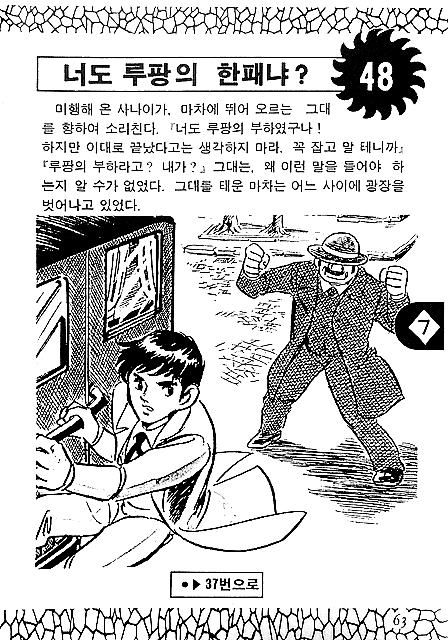 너도 루팡의 한패냐?
48
미행해 온 사나이가, 마차에 뛰어 오르는 그대
를 향하여 소리친다. 『너도 루팡의 부하였구나!
하지만 이대로 끝났다고는 생각하지 마라. 꼭 잡고 말 테니까』
『루팡의 부하라고? 내가?』 그대는, 왜 이런 말을 들어야 하
는지 알 수가 없었다. 그대를 태운 마차는 어느 사이에 광장을
벗어나고 있었다.
7
●▶ 37번으로
63